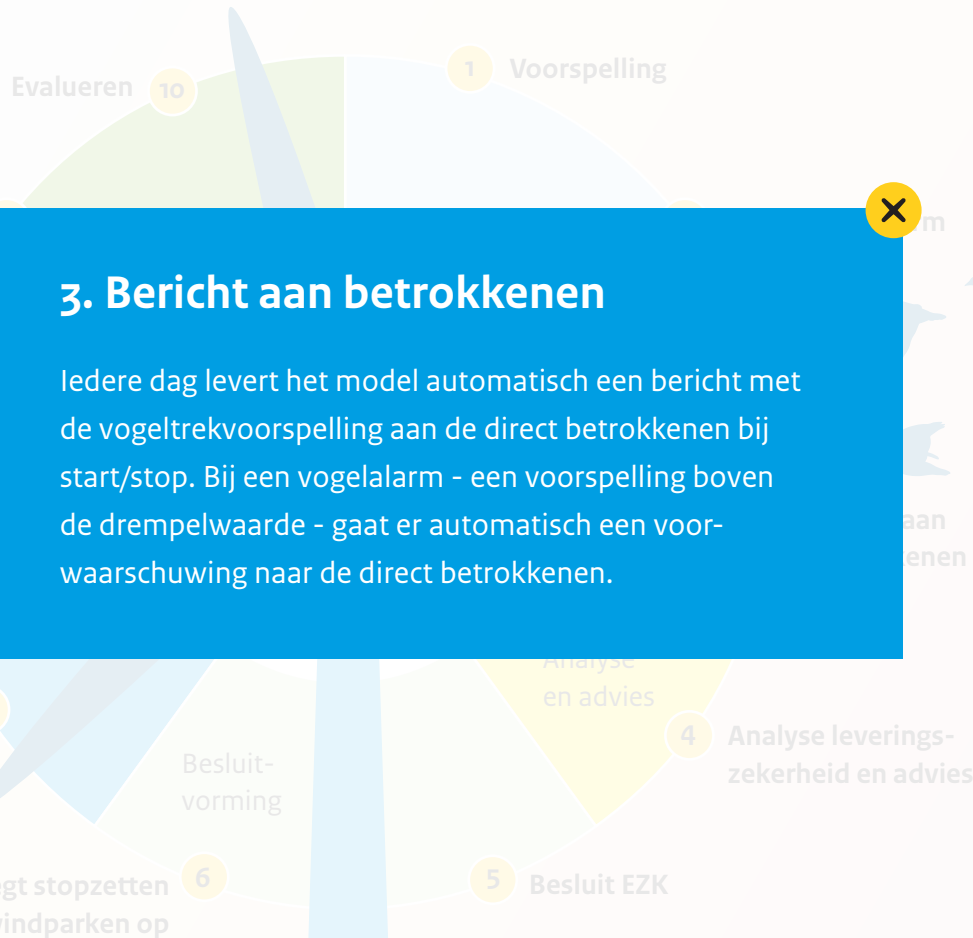 Evalueren 10
1 Voorspelling
3. Bericht aan betrokkenen
Iedere dag levert het model automatisch een bericht met
de vogeltrekvoorspelling aan de direct betrokkenen bij
start/stop. Bij een vogelalarm - een voorspelling boven
de drempelwaarde - gaat er automatisch een voor-
waarschuwing naar de direct betrokkenen.
aan
enen
Analyse
en advies
4 Analyse leverings-
zekerheid en advies
Besluit-
vorming
6
5 Besluit EZK
gt stopzetten
indparken op